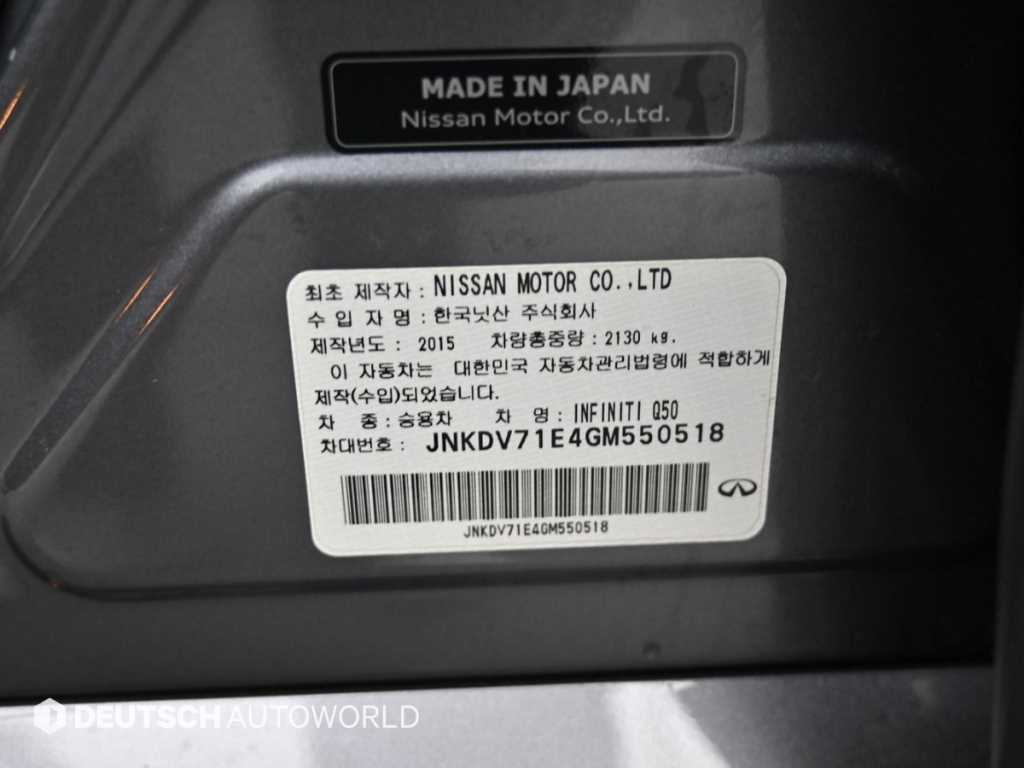 MADE IN JAPAN
Nissan Motor Co.,Ltd.
최초 제작자 : NISSAN MOTOR CO.,LTD
수 입 자 명 : 한국닛산 주식회사
제작년도 : 2015 차량총중량 : 2130 kg.
이 자동차는 대한민국 자동차관리법령에 적합하게
제작(수입)되었습니다.
차 종 : 승용차 차 명 : INFINITI Q50
차대번호 : JNKDV71E4GM550518
JNKDV71E4GM550518
DEUTSCH AUTOWORLD